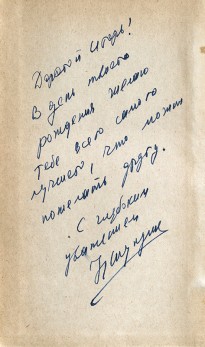 Дорогой Игорь!
В день твоего
рождения желаю
тебе всего самого
лучшего, что можно
пожелать другу.
С глубоким
уважением